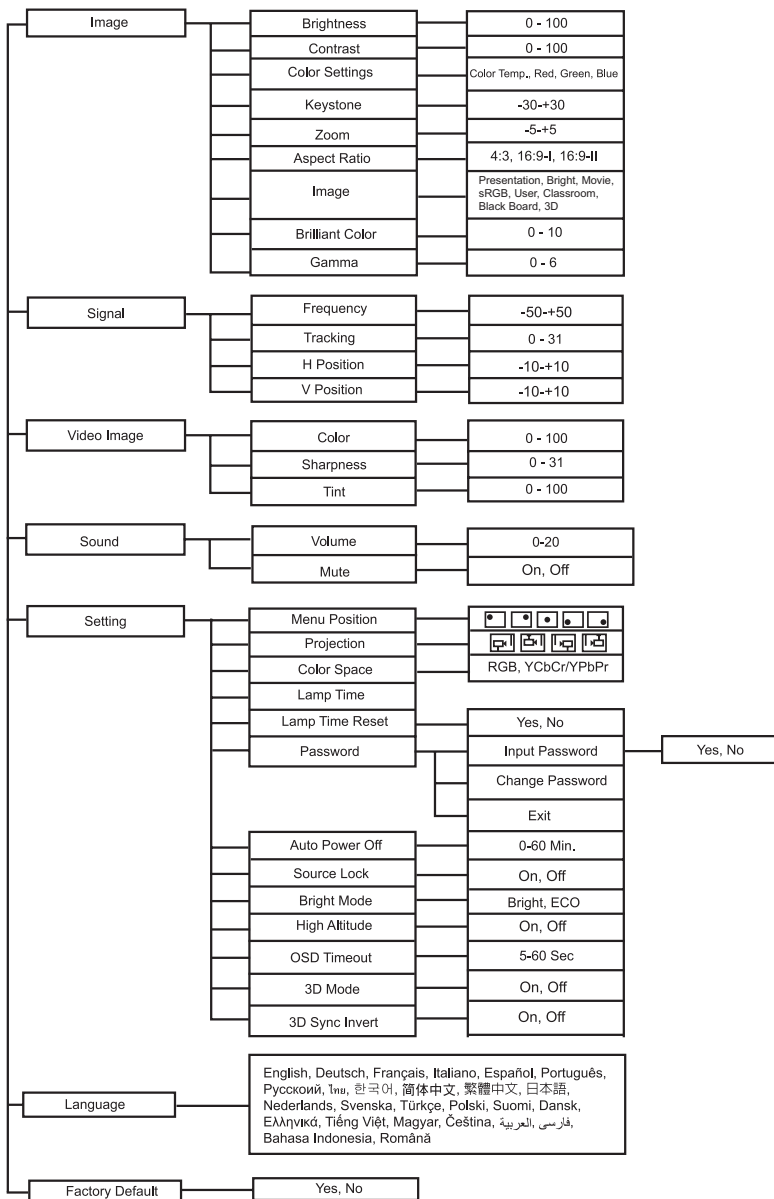 Image
Brightness
0 - 100
Contrast
0 - 100
Color Settings
Color Temp., Red, Green, Blue
Keystone
-30-+30
Zoom
-5-+5
Aspect Ratio
4:3, 16:9-I, 16:9-II
Image
Presentation, Bright, Movie,
sRGB, User, Classroom,
Black Board, 3D
Brilliant Color
0 - 10
Gamma
0 - 6
Signal
Frequency
-50-+50
Tracking
0 - 31
H Position
-10-+10
V Position
-10-+10
Video Image
Color
0 - 100
Sharpness
0 - 31
Tint
0 - 100
Sound
Volume
0-20
Mute
On, Off
Setting
Menu Position
Projection
Color Space
RGB, YCbCr/YPbPr
Lamp Time
Lamp Time Reset
Yes, No
Password
Input Password
Yes, No
Change Password
Exit
Auto Power Off
0-60 Min.
Source Lock
On, Off
Bright Mode
Bright, ECO
High Altitude
On, Off
OSD Timeout
5-60 Sec
3D Mode
On, Off
3D Sync Invert
On, Off
Language
English, Deutsch, Français, Italiano, Español, Português,
Русскоий, ไทย, 한국어, 简体中文, 繁體中文, 日本語,
Nederlands, Svenska, Türkçe, Polski, Suomi, Dansk,
Ελληνικά, Tiếng Việt, Magyar, Čeština, العربية, فارسی,
Bahasa Indonesia, Română
Factory Default
Yes, No